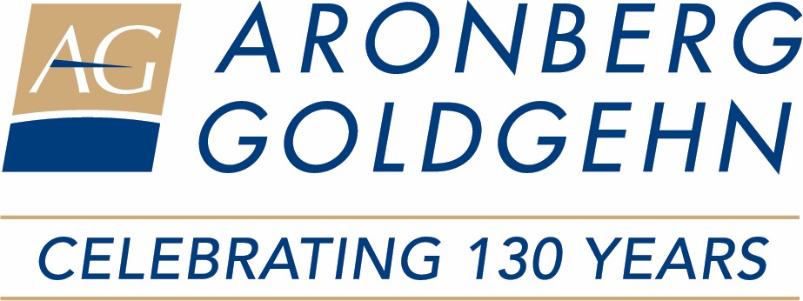 AG
ARONBERG
GOLDGEHN
CELEBRATING 130 YEARS